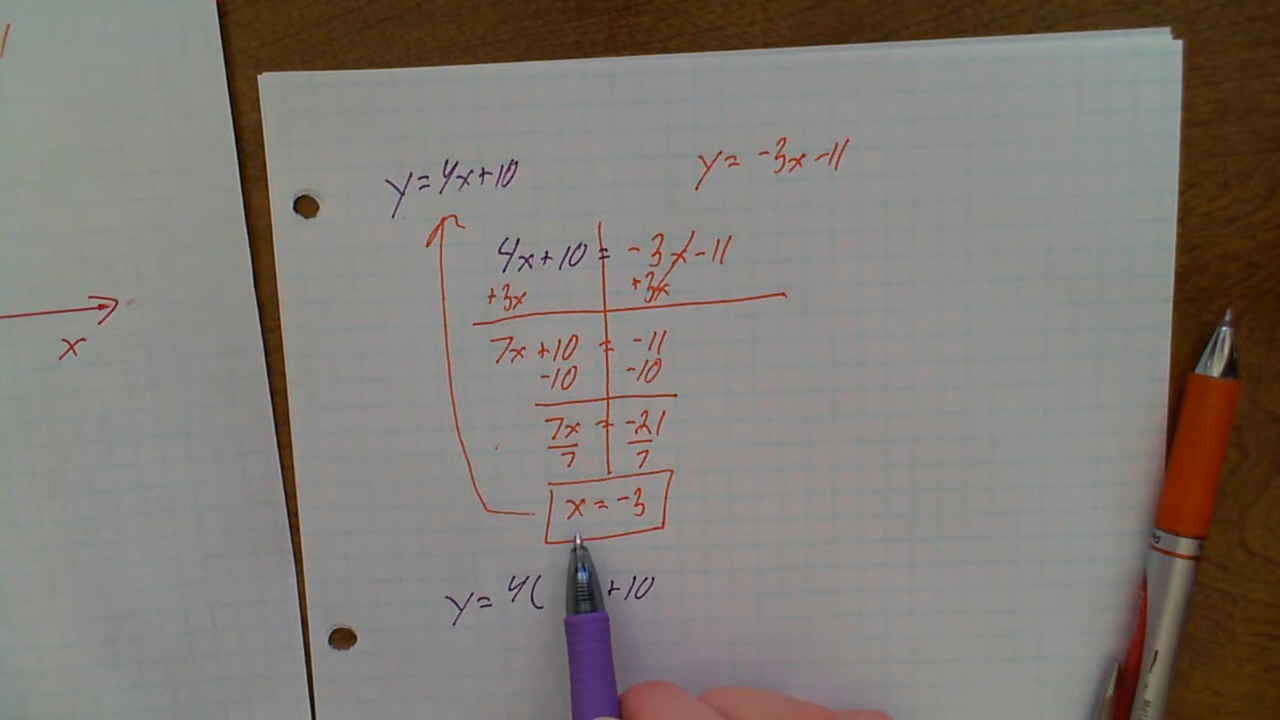 y=4x+10
y= -3x-11
4x+10 = -3x-11
+3x +3x
7x+10 = -11
-10 -10
7x = -21
7 7
x = -3
y= 4( +10
x